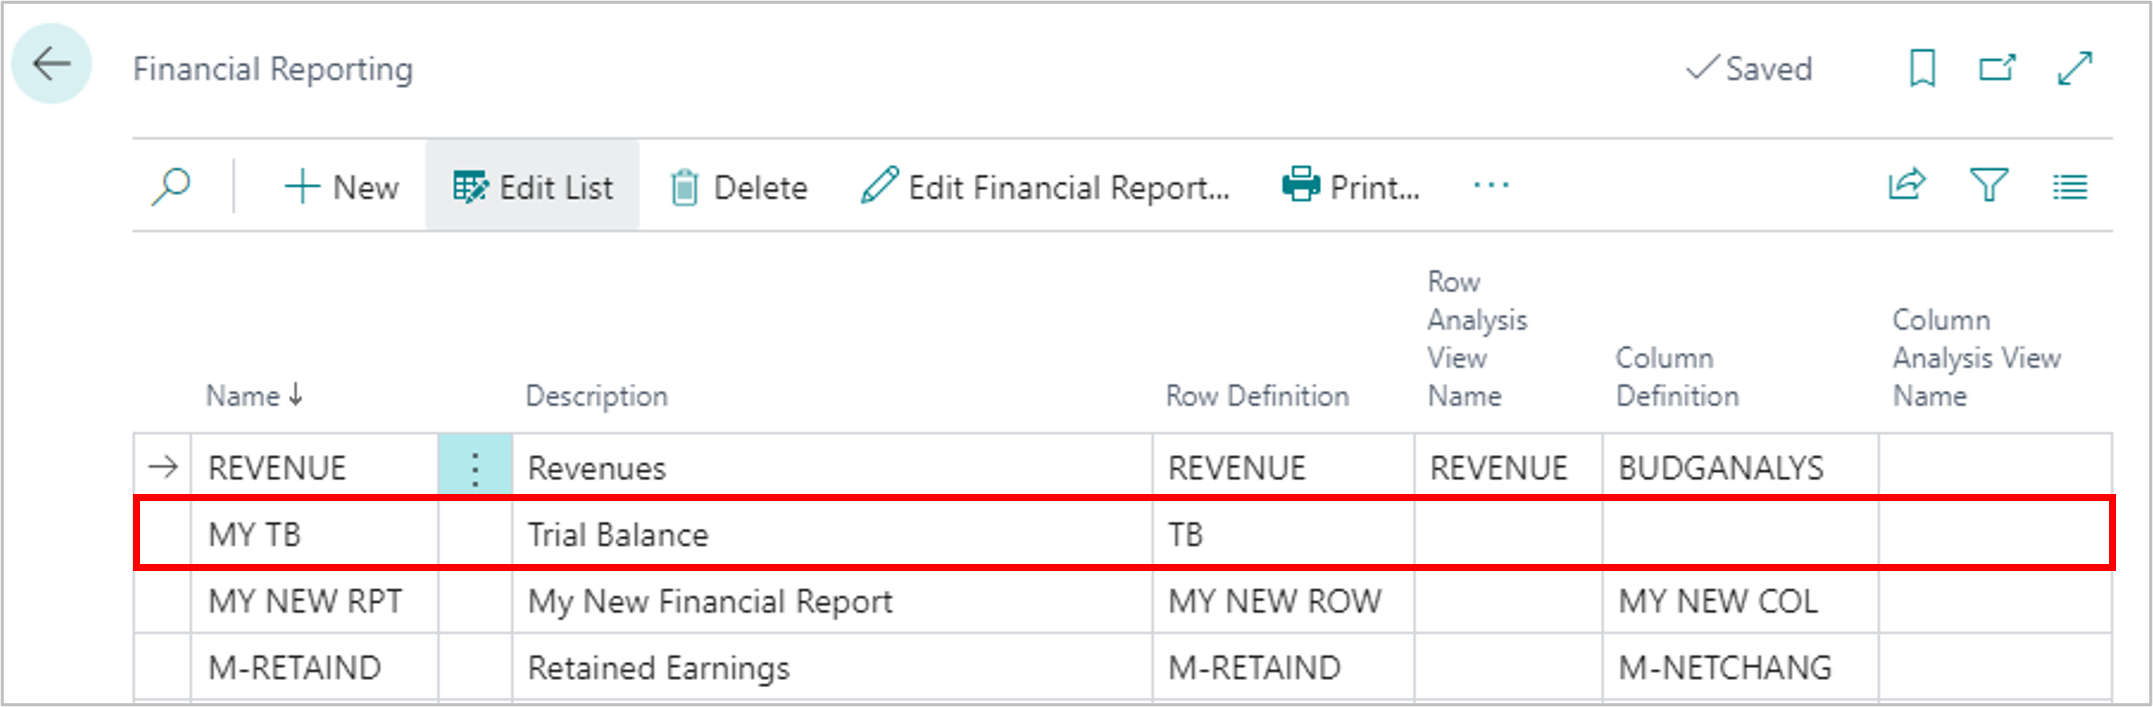 Financial Reporting
Saved
New
Edit List
Delete
Edit Financial Report...
Print...
Name
Description
Row Definition
Row
Analysis
View
Name
Column
Definition
Column
Analysis View
Name
REVENUE Revenues REVENUE REVENUE BUDGANALYS
MY TB Trial Balance TB
MY NEW RPT My New Financial Report MY NEW ROW MY NEW COL
M-RETAIND Retained Earnings M-RETAIND M-NETCHANG